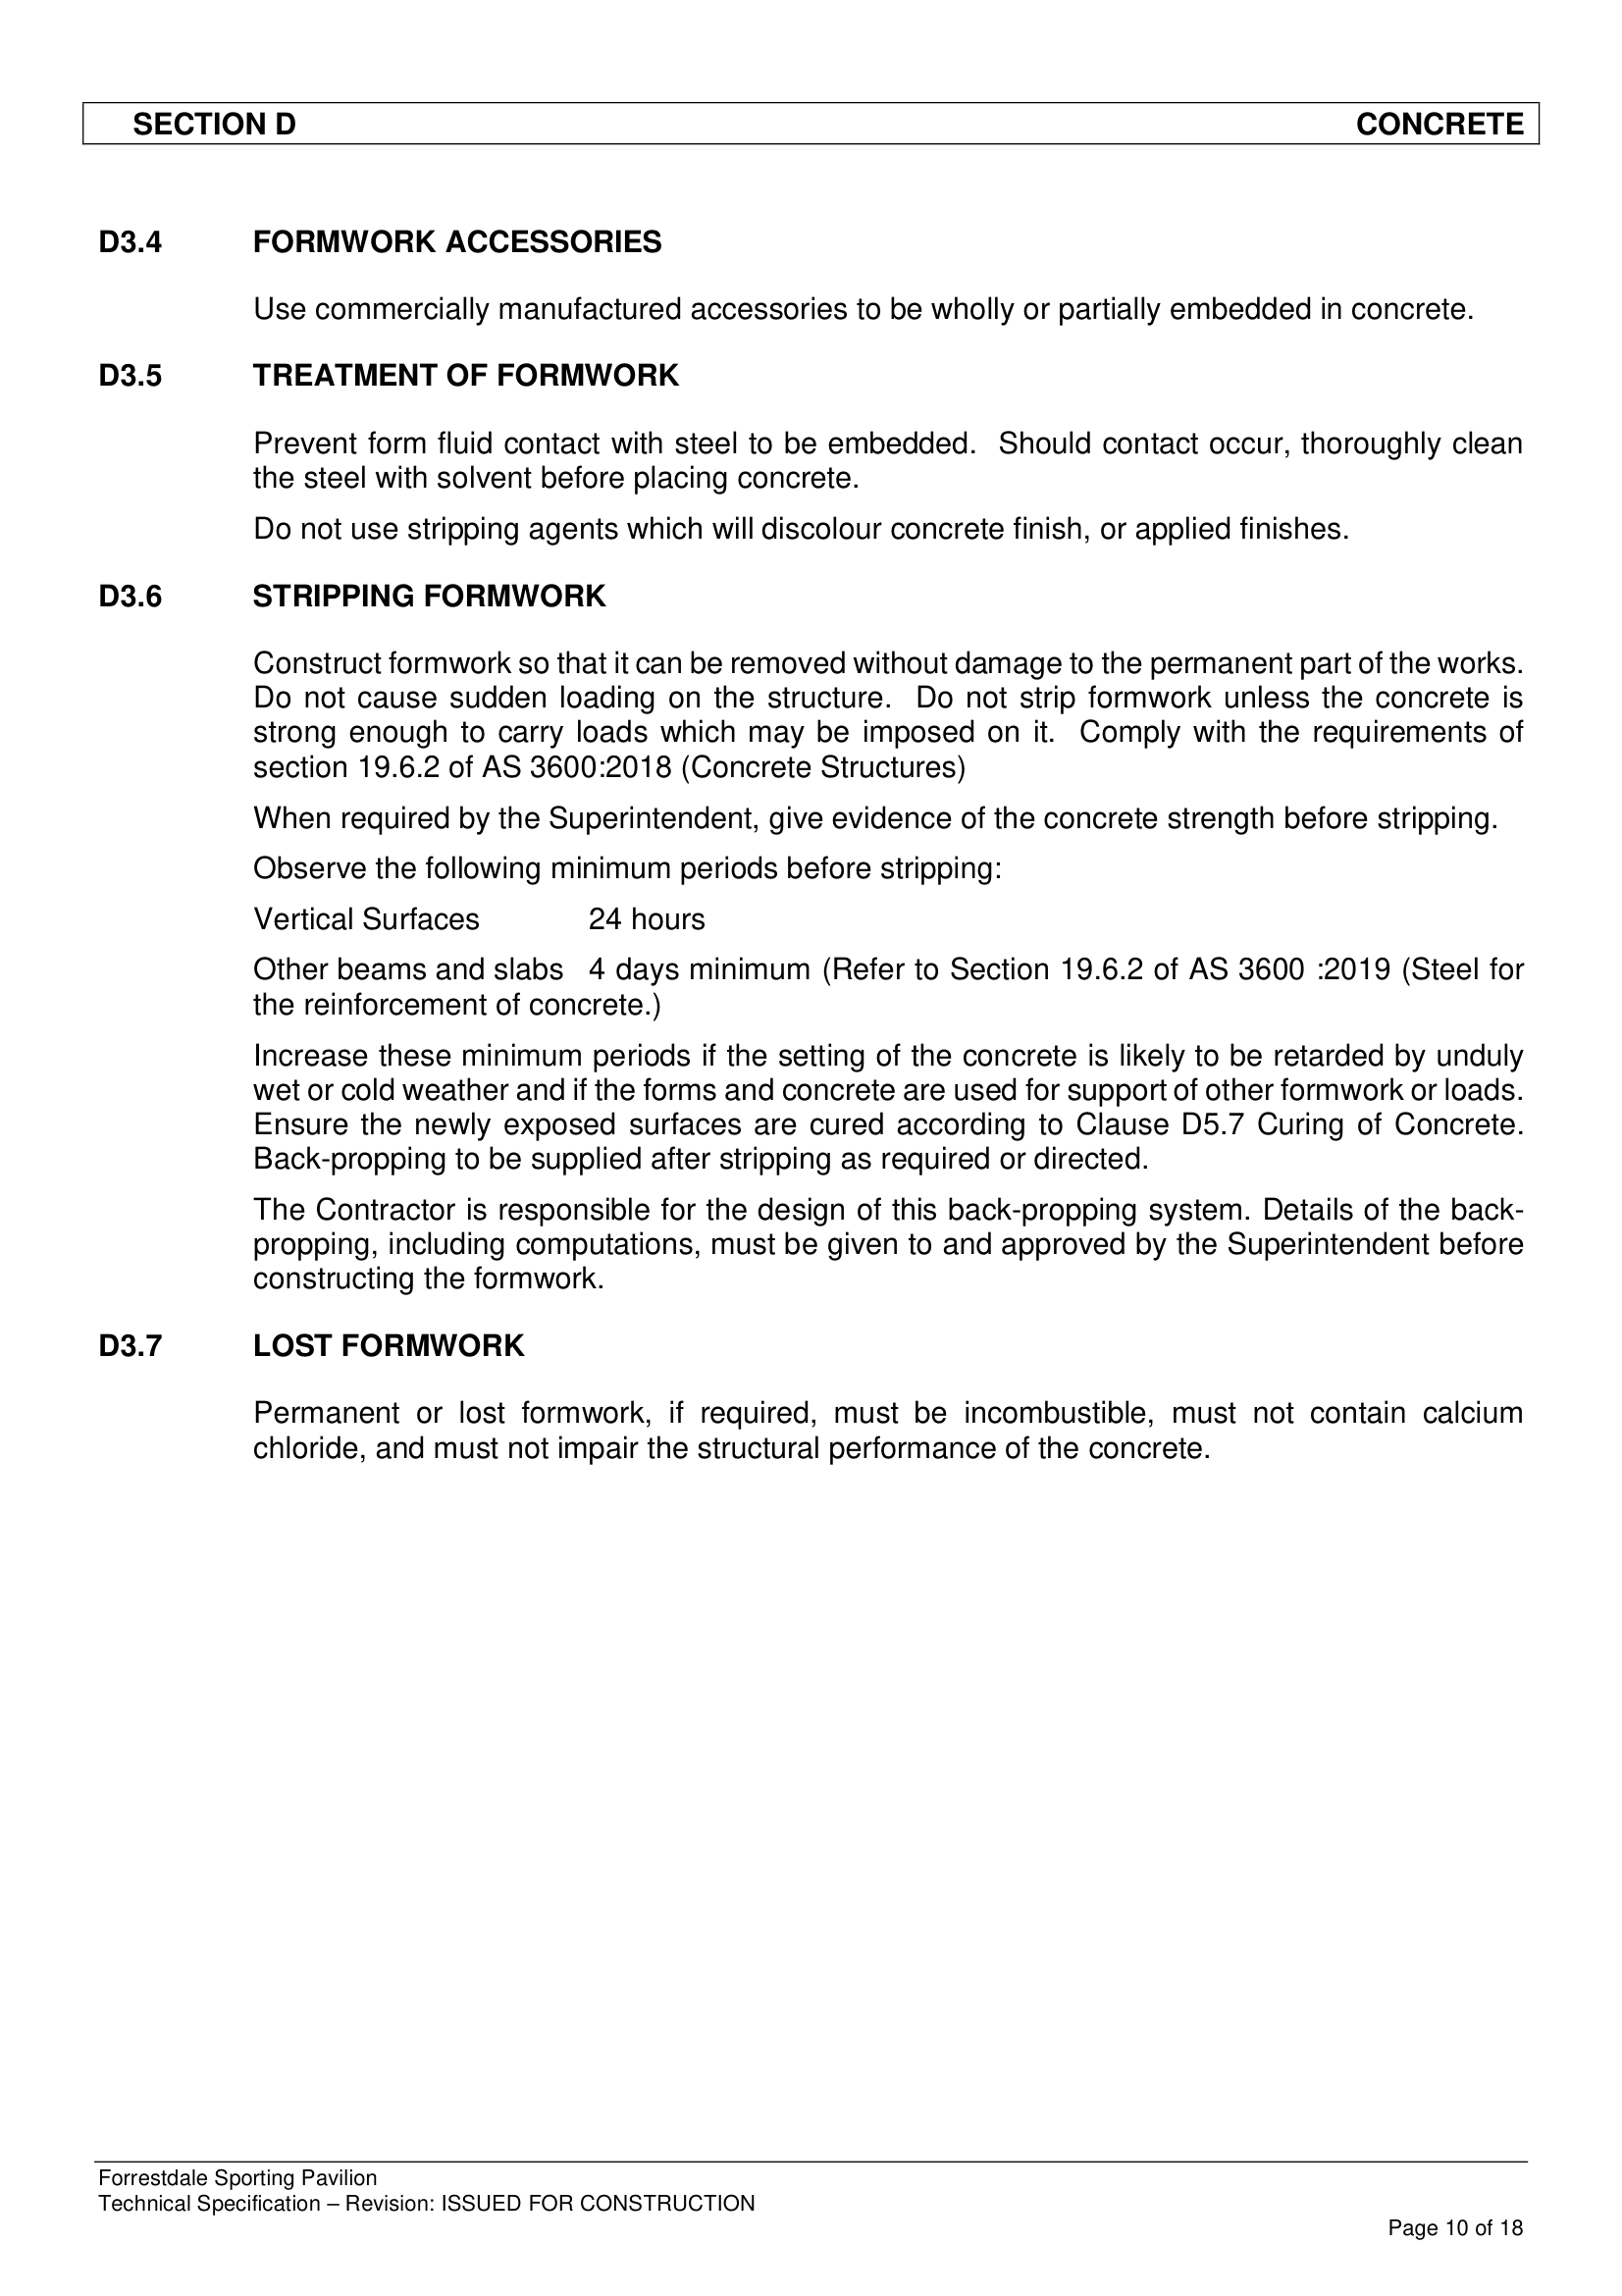 SECTION D CONCRETE
D3.4 FORMWORK ACCESSORIES
Use commercially manufactured accessories to be wholly or partially embedded in concrete.
D3.5 TREATMENT OF FORMWORK
Prevent form fluid contact with steel to be embedded.  Should contact occur, thoroughly clean
the steel with solvent before placing concrete.
Do not use stripping agents which will discolour concrete finish, or applied finishes.
D3.6 STRIPPING FORMWORK
Construct formwork so that it can be removed without damage to the permanent part of the works.
Do not cause sudden loading on the structure.  Do not strip formwork unless the concrete is
strong enough to carry loads which may be imposed on it.  Comply with the requirements of
section 19.6.2 of AS 3600:2018 (Concrete Structures)
When required by the Superintendent, give evidence of the concrete strength before stripping.
Observe the following minimum periods before stripping:
Vertical Surfaces 24 hours
Other beams and slabs 4 days minimum (Refer to Section 19.6.2 of AS 3600 :2019 (Steel for
the reinforcement of concrete.)
Increase these minimum periods if the setting of the concrete is likely to be retarded by unduly
wet or cold weather and if the forms and concrete are used for support of other formwork or loads.
Ensure the newly exposed surfaces are cured according to Clause D5.7 Curing of Concrete.
Back-propping to be supplied after stripping as required or directed.
The Contractor is responsible for the design of this back-propping system. Details of the back-
propping, including computations, must be given to and approved by the Superintendent before
constructing the formwork.
D3.7 LOST FORMWORK
Permanent or lost formwork, if required, must be incombustible, must not contain calcium
chloride, and must not impair the structural performance of the concrete.
Forrestdale Sporting Pavilion
Technical Specification – Revision: ISSUED FOR CONSTRUCTION
Page 10 of 18